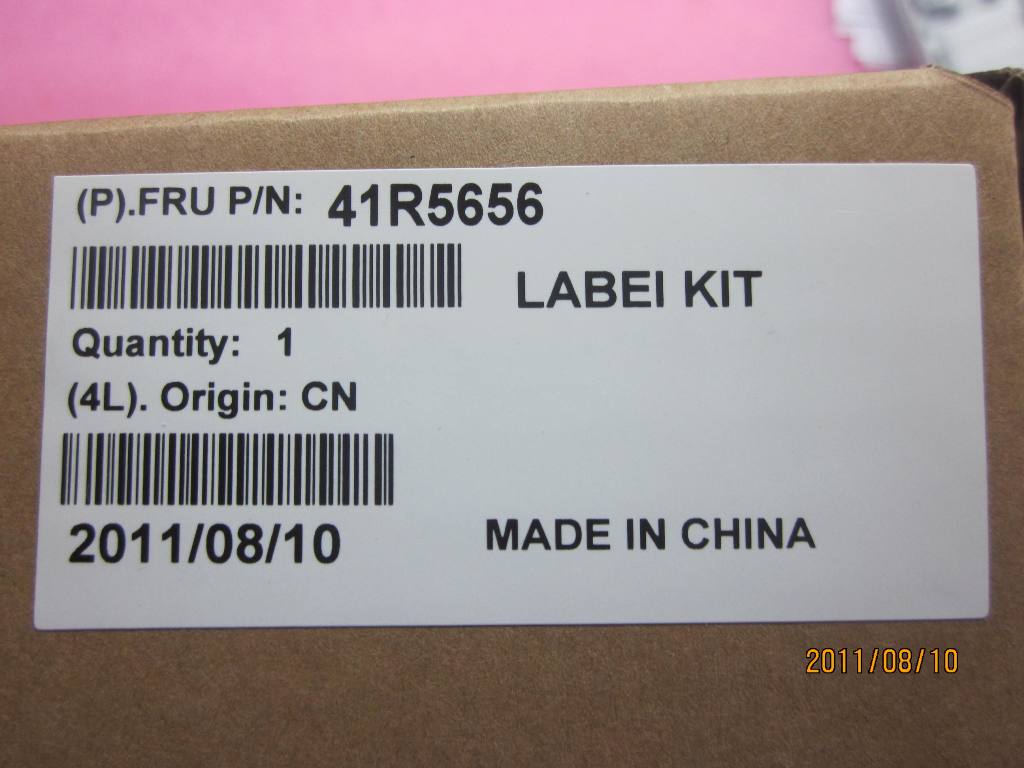 (P).FRU P/N: 41R5656
LABEI KIT
Quantity: 1
(4L). Origin: CN
2011/08/10
MADE IN CHINA
2011/08/10